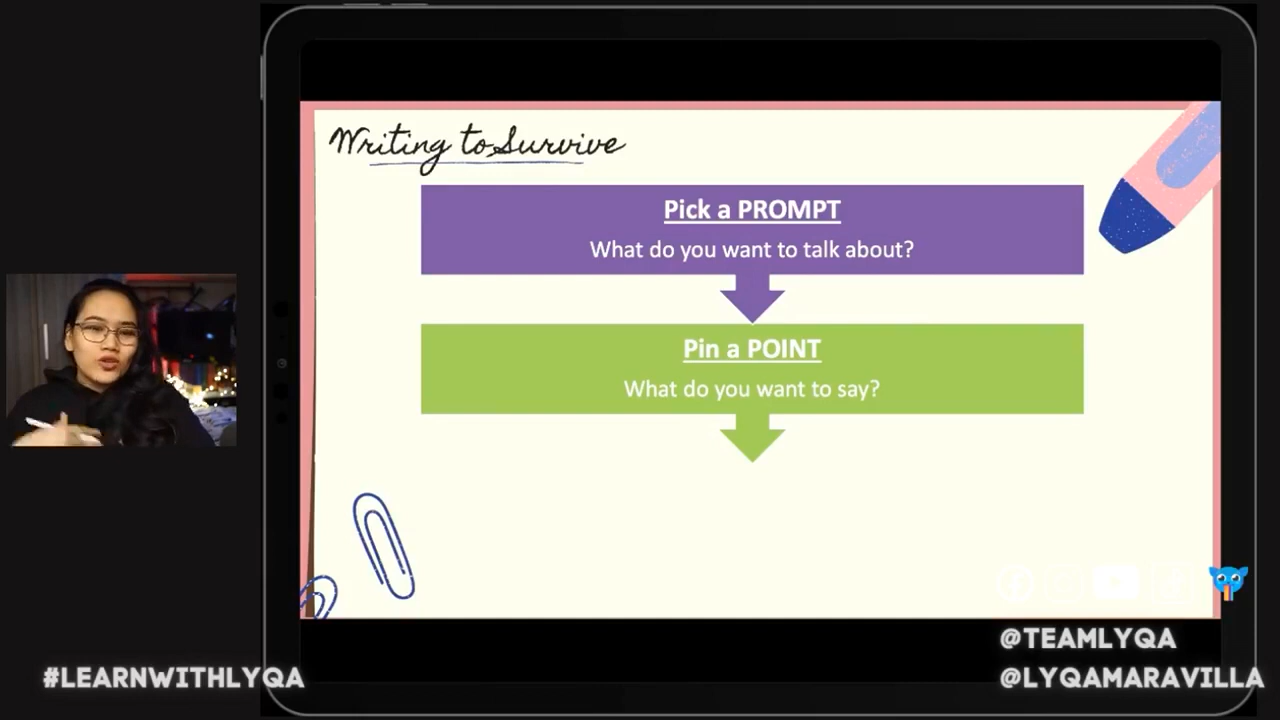 Writing to Survive
Pick a PROMPT
What do you want to talk about?
Pin a POINT
What do you want to say?
@TEAMLYQA
#LEARNWITHLYQA
@LYQAMARAVILLA